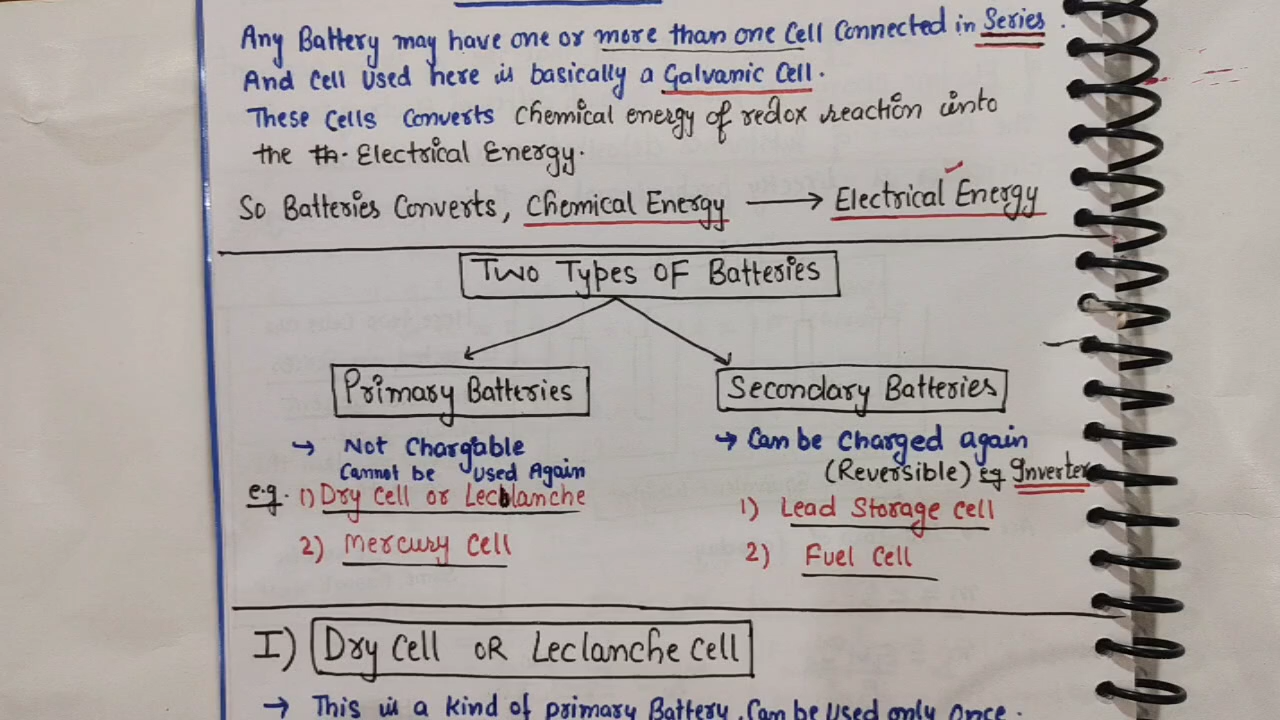 Any Battery may have one or more than one Cell Connected in Series.
And Cell Used here is basically a Galvanic Cell.
These Cells Converts Chemical energy of redox reaction into
the th. Electrical Energy.
So Batteries Converts, Chemical Energy → Electrical Energy
Two Types OF Batteries
Primary Batteries
→ Not Chargable
Cannot be Used Again
e.g. 1) Dry Cell or Lecblanche
2) Mercury Cell
Secondary Batteries
→ Can be Charged again
(Reversible) eg Inverter
1) Lead Storage Cell
2) Fuel Cell
I) Dry Cell OR Leclanche Cell
→ This is a kind of primary Battery, Can be Used only Once.